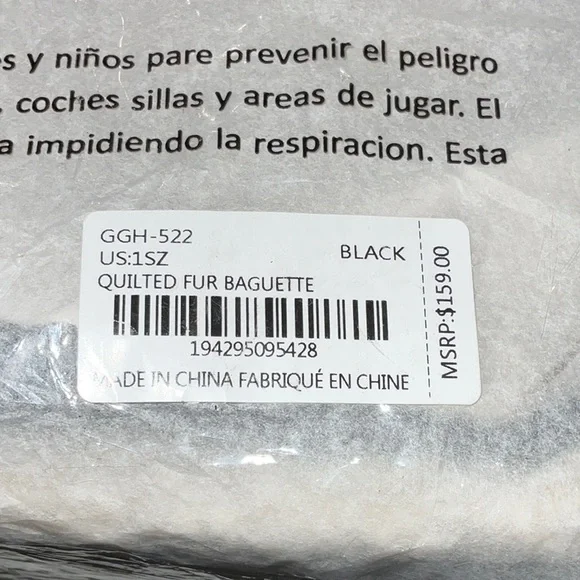 s y niños pare prevenir el peligro
, coches sillas y areas de jugar. El
a impidiendo la respiracion. Esta
GGH-522
US:1SZ BLACK
QUILTED FUR BAGUETTE
194295095428
MADE IN CHINA FABRIQUÉ EN CHINE
MSRP:$159.00